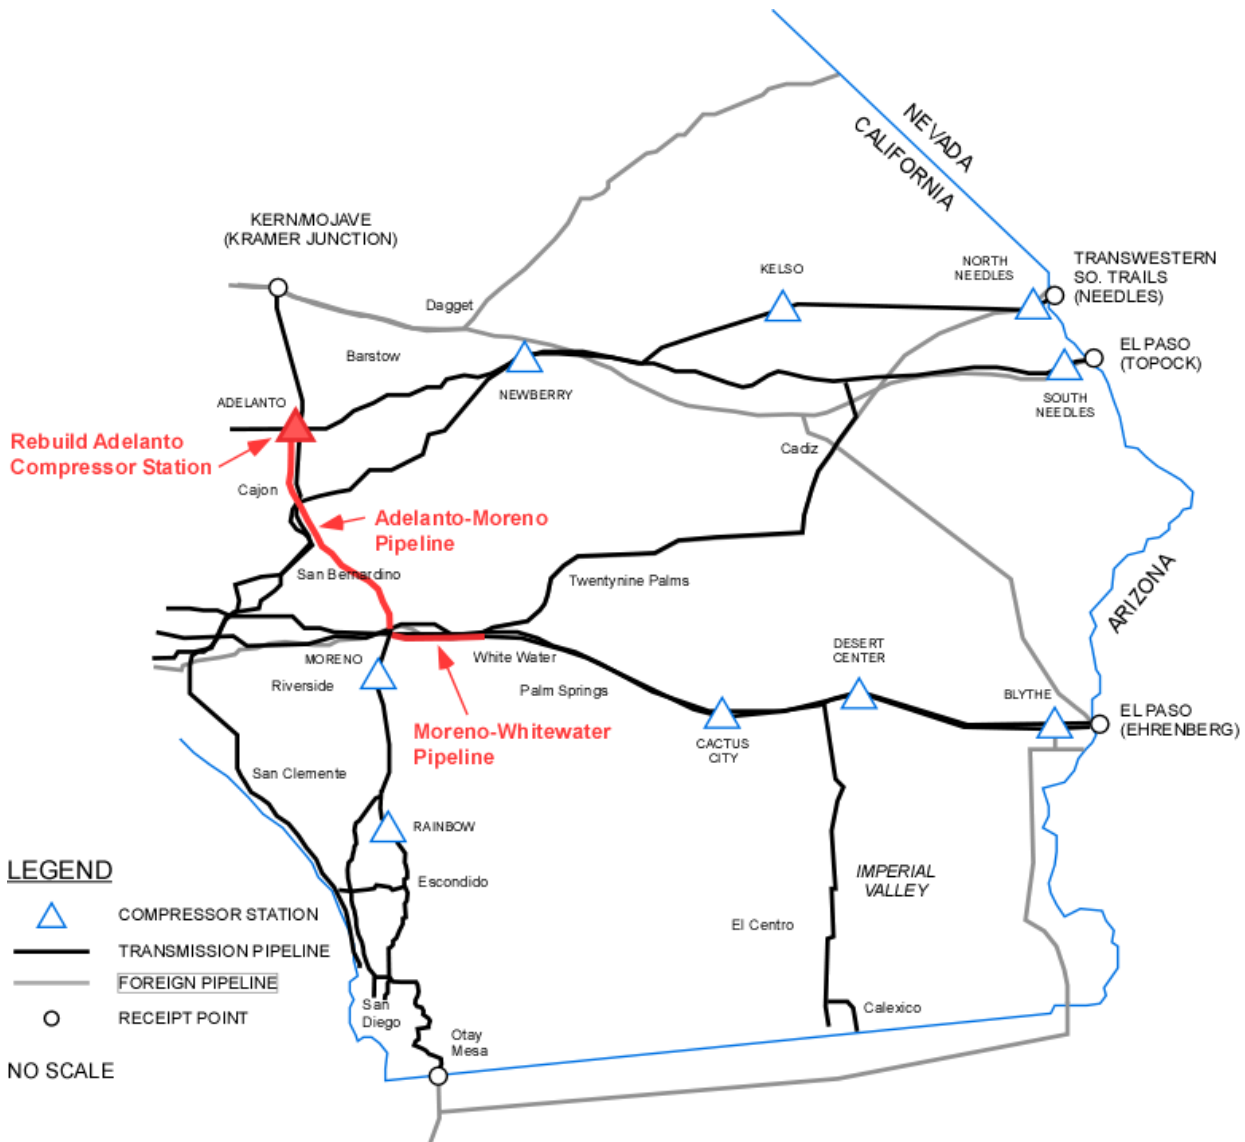 NEVADA
CALIFORNIA
KERN/MOJAVE
(KRAMER JUNCTION)
KELSO
NORTH
NEEDLES
TRANSWESTERN
SO. TRAILS
(NEEDLES)
Dagget
EL PASO
(TOPOCK)
Barstow
NEWBERRY
SOUTH
NEEDLES
ADELANTO
Rebuild Adelanto
Compressor Station
Cadiz
Cajon
Adelanto-Moreno
Pipeline
San Bernardino
Twentynine Palms
ARIZONA
MORENO
Riverside
White Water
Palm Springs
DESERT
CENTER
BLYTHE
EL PASO
(EHRENBERG)
Moreno-Whitewater
Pipeline
CACTUS
CITY
San Clemente
RAINBOW
Escondido
IMPERIAL
VALLEY
El Centro
San
Diego
Calexico
Otay
Mesa
LEGEND
COMPRESSOR STATION
TRANSMISSION PIPELINE
FOREIGN PIPELINE
RECEIPT POINT
NO SCALE